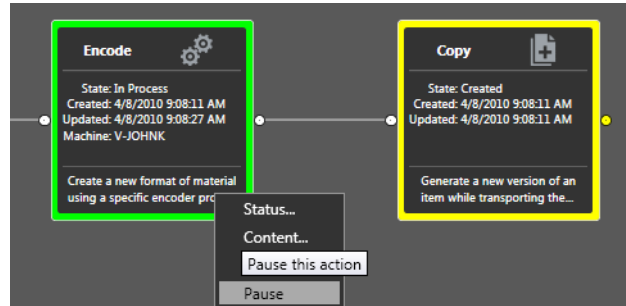 Encode
State: In Process
Created: 4/8/2010 9:08:11 AM
Updated: 4/8/2010 9:08:27 AM
Machine: V-JOHNK
Create a new format of material
using a specific encoder
Copy
State: Created
Created: 4/8/2010 9:08:11 AM
Updated: 4/8/2010 9:08:11 AM
Generate a new version of an
item while transporting the...
Status...
Content...
Pause this action
Pause